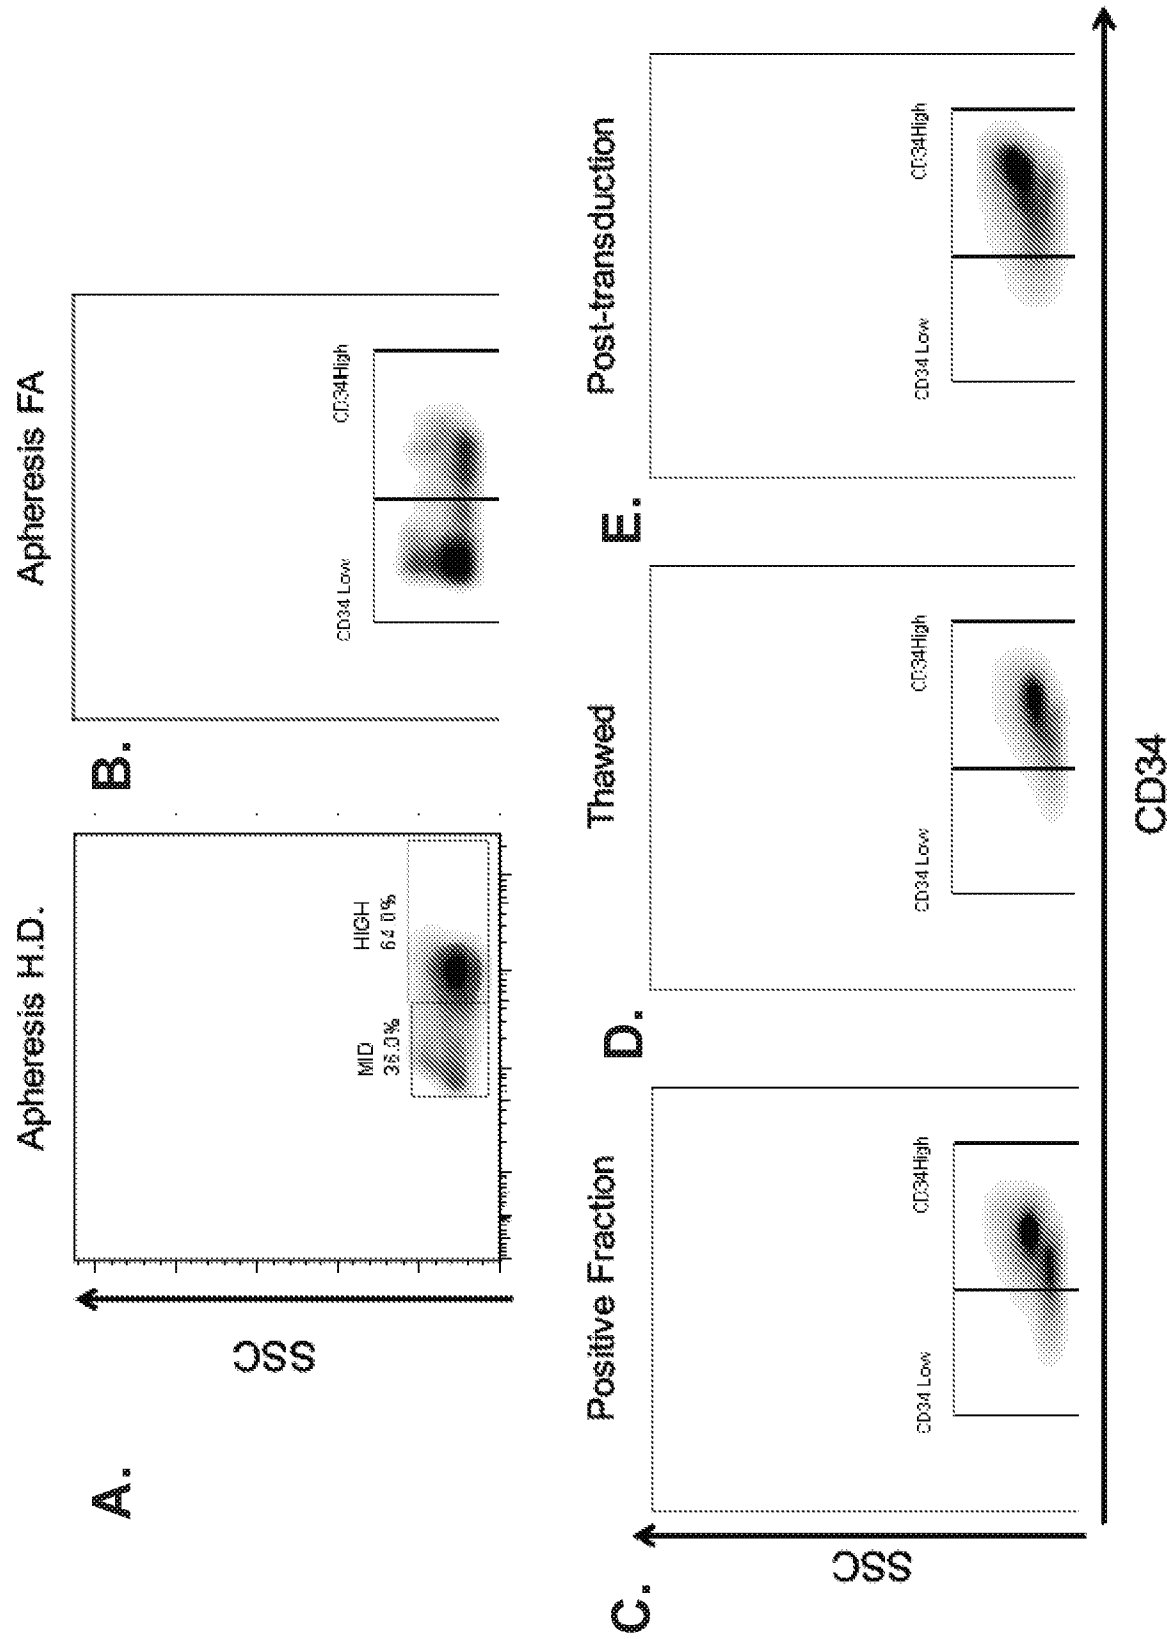 A.
Apheresis H.D.
SSC
MID
36.0%
HIGH
64.0%
B.
Apheresis FA
CD34 Low
CD34High
C.
Positive Fraction
SSC
CD34 Low
CD34High
D.
Thawed
CD34 Low
CD34High
E.
Post-transduction
CD34 Low
CD34High
CD34